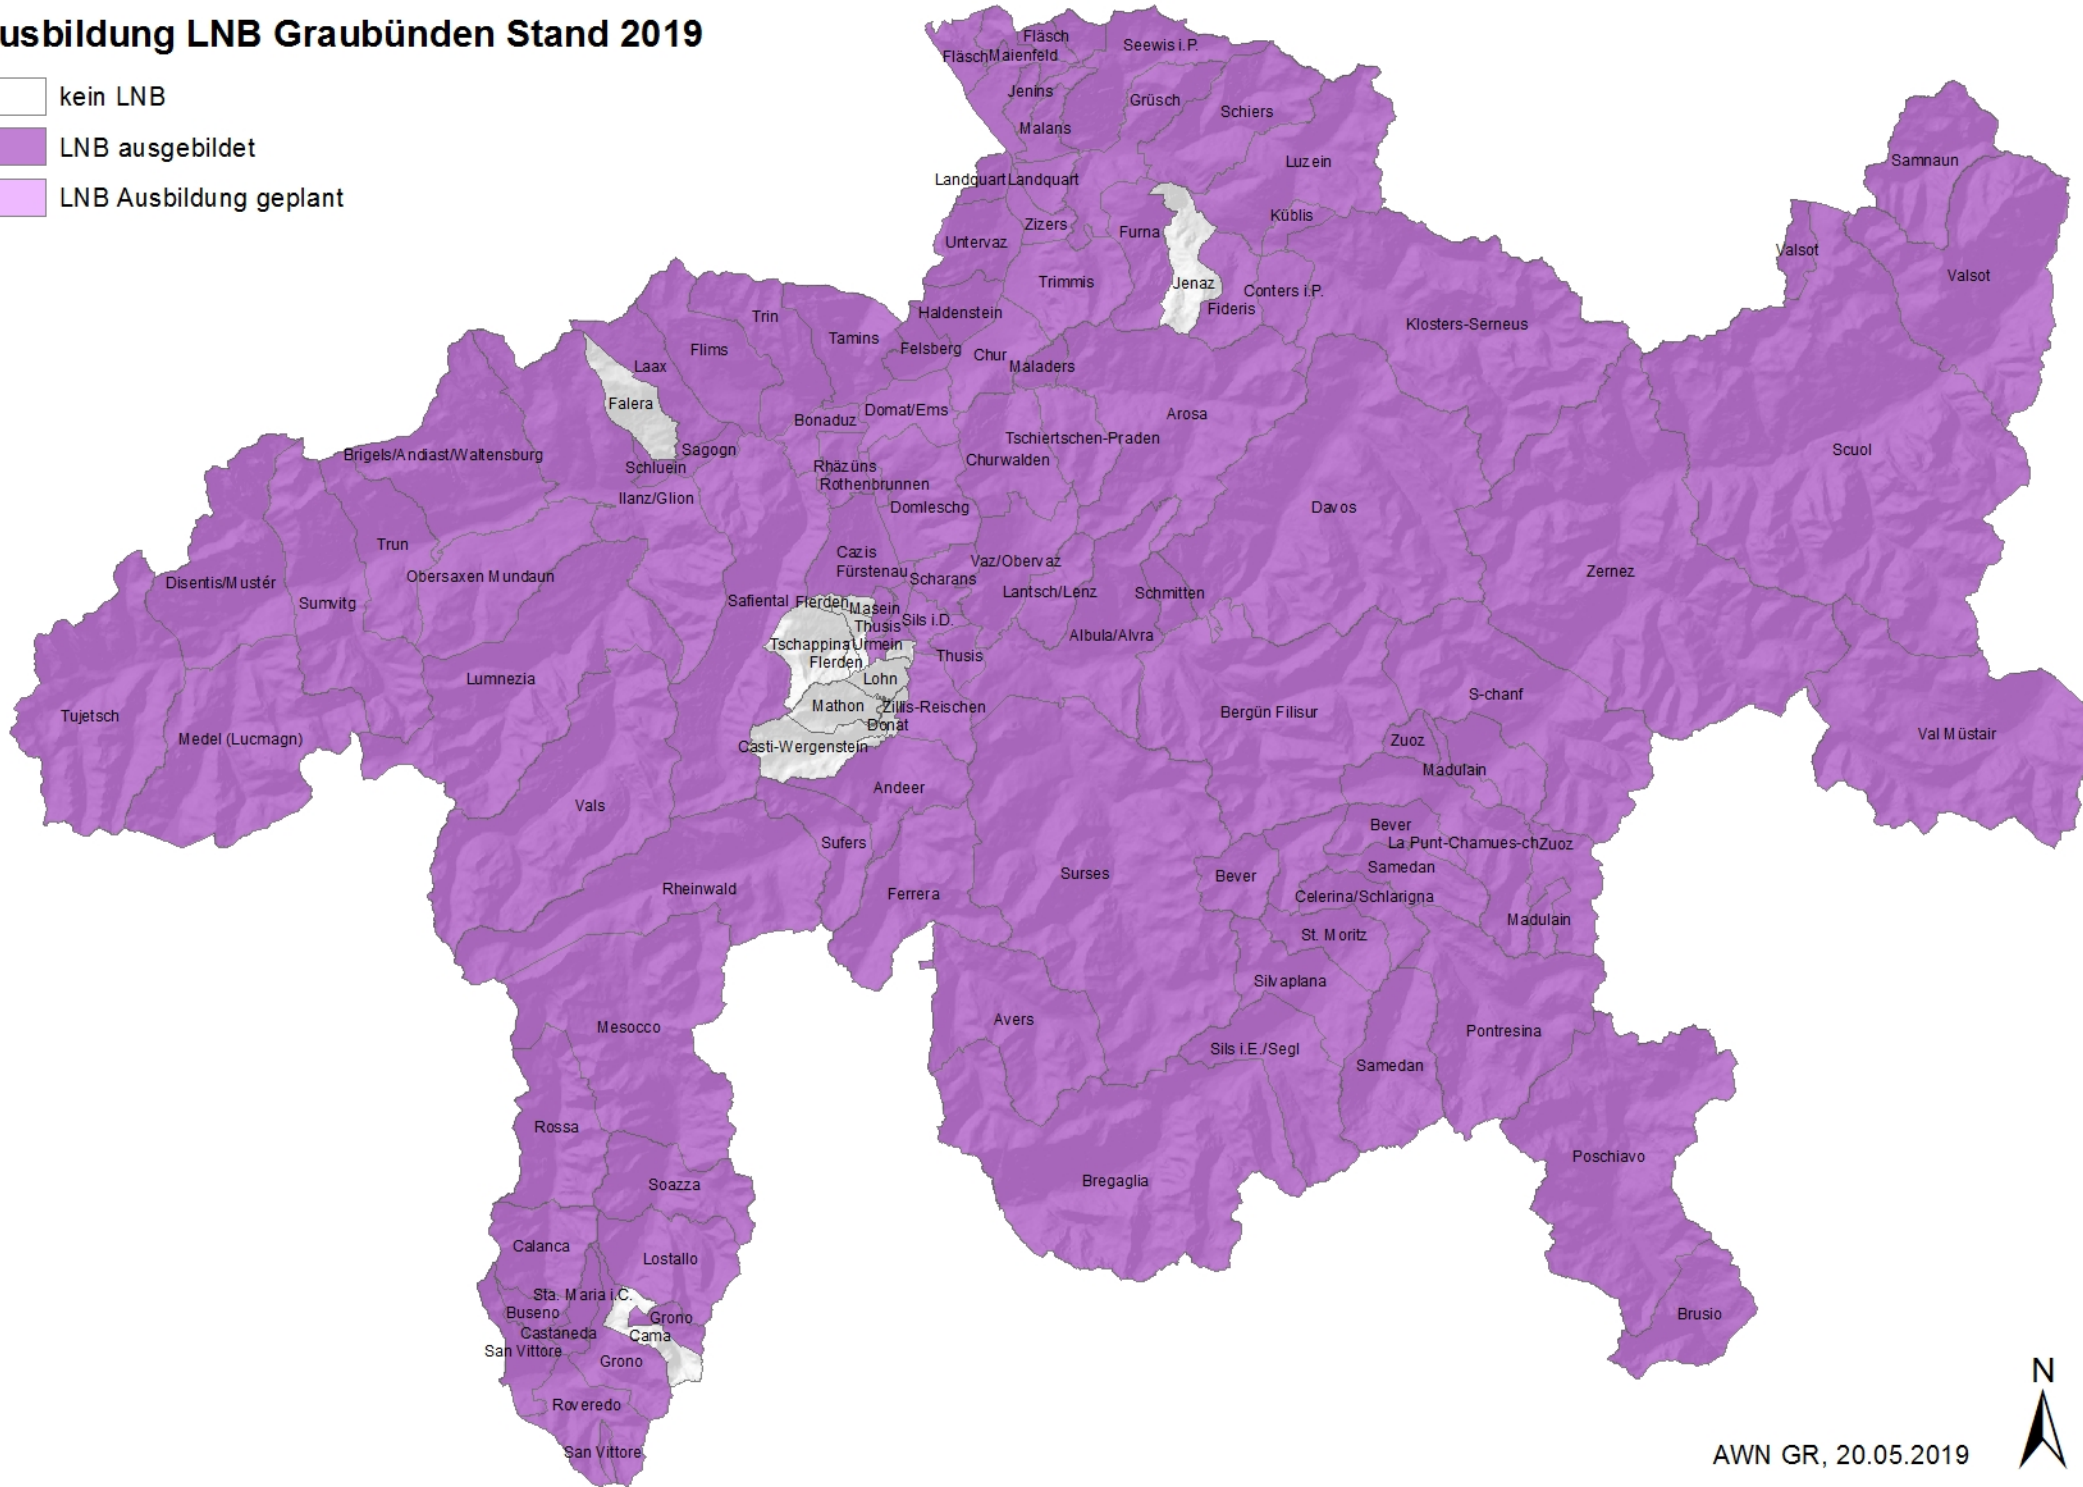 usbildung LNB Graubünden Stand 2019
kein LNB
LNB ausgebildet
LNB Ausbildung geplant
Fläsch
Fläsch
Maienfeld
Seewis i.P.
Jenins
Grüsch
Schiers
Malans
Luzein
Samnaun
Landquart
Landquart
Küblis
Zizers
Furna
Untervaz
Valsot
Valsot
Trimmis
Jenaz
Conters i.P.
Fideris
Haldenstein
Trin
Klosters-Serneus
Tamins
Flims
Felsberg
Chur
Maladers
Laax
Falera
Domat/Ems
Bonaduz
Arosa
Tschiertschen-Praden
Sagogn
Scuol
Brigels/Andiast/Waltensburg
Churwalden
Schluein
Rhäzüns
Rothenbrunnen
Ilanz/Glion
Domleschg
Davos
Trun
Cazis
Vaz/Obervaz
Fürstenau
Scharans
Zernez
Obersaxen Mundaun
Disentis/Mustér
Lantsch/Lenz
Schmitten
Sumvitg
Safiental
Flerden
Masein
Thusis
Sils i.D.
Albula/Alvra
Tschappina
Urmein
Flerden
Thusis
Lohn
Lumnezia
S-chanf
Mathon
Zillis-Reischen
Bergün Filisur
Tujetsch
Donat
Medel (Lucmagn)
Casti-Wergenstein
Zuoz
Val Müstair
Madulain
Andeer
Vals
Bever
Sufers
La Punt-Chamues-ch
Zuoz
Samedan
Surses
Bever
Rheinwald
Ferrera
Celerina/Schlarigna
Madulain
St. Moritz
Silvaplana
Avers
Mesocco
Pontresina
Sils i.E./Segl
Samedan
Rossa
Poschiavo
Soazza
Bregaglia
Calanca
Lostallo
Sta. Maria i.C.
Buseno
Grono
Brusio
Castaneda
Cama
San Vittore
Grono
Roveredo
San Vittore
N
AWN GR, 20.05.2019